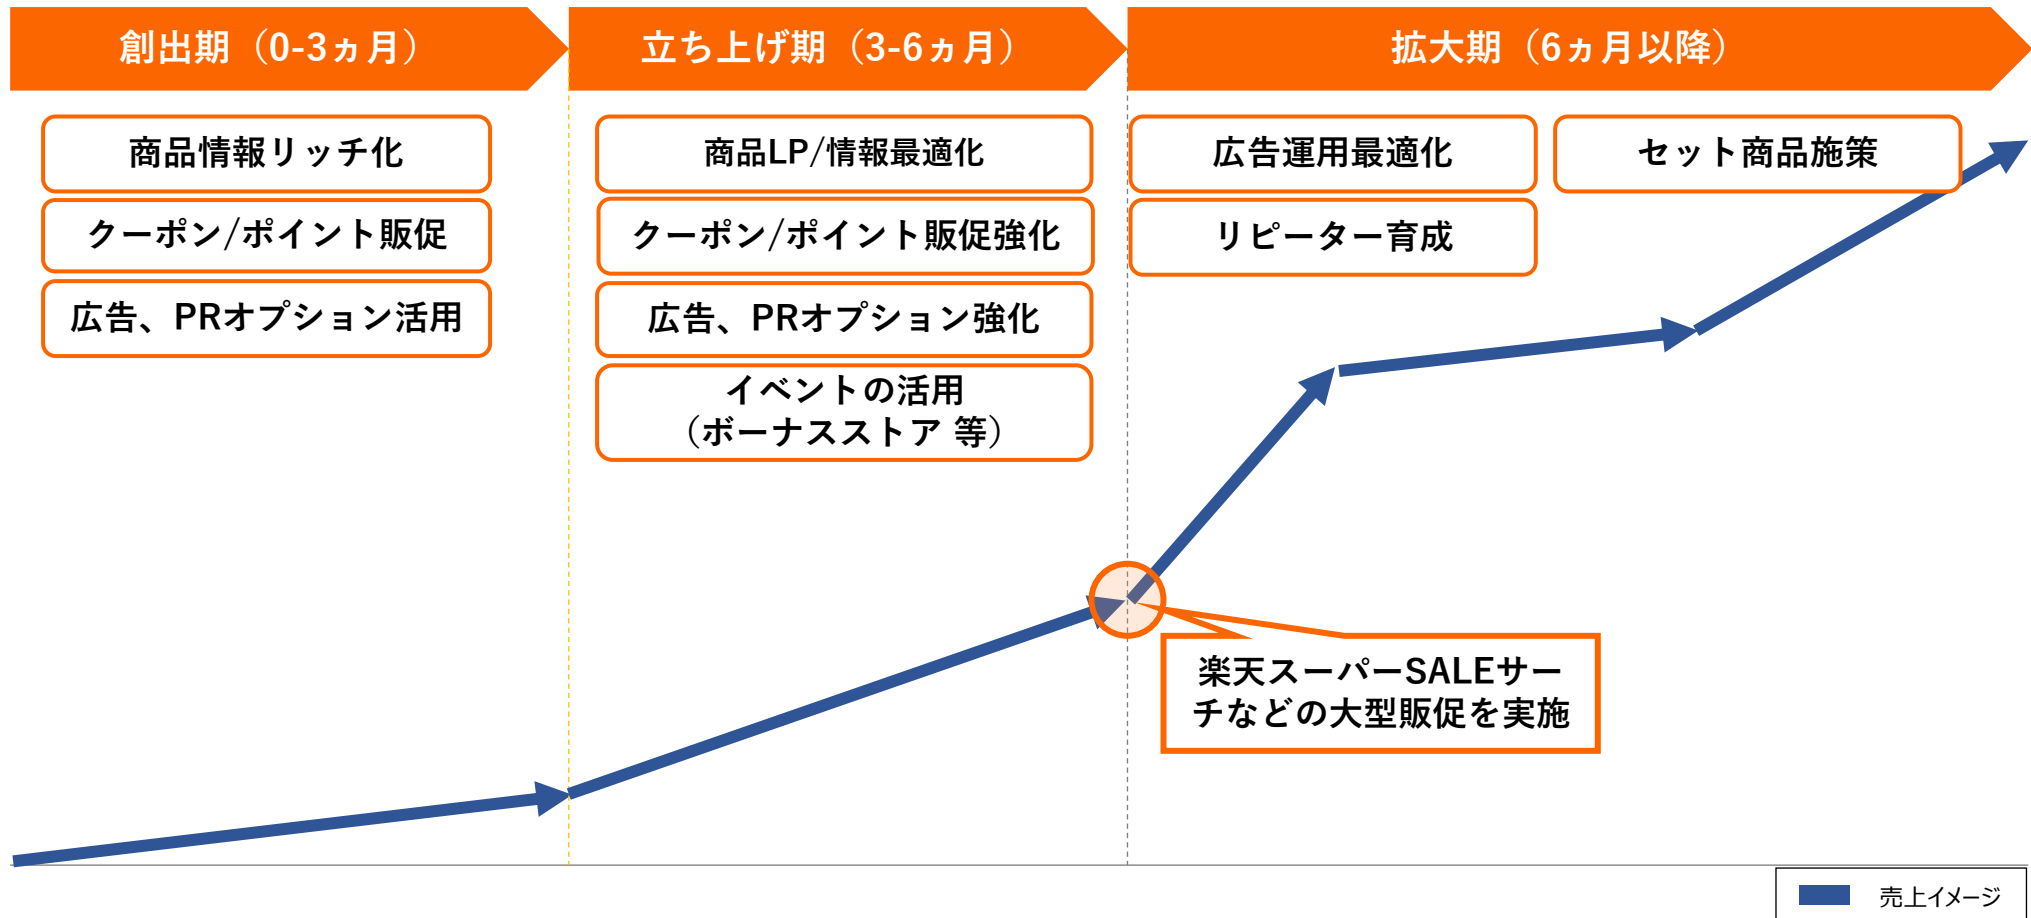 創出期（0-3ヵ月）
立ち上げ期（3-6ヵ月）
拡大期（6ヵ月以降）
商品情報リッチ化
クーポン/ポイント販促
広告、PRオプション活用
商品LP/情報最適化
クーポン/ポイント販促強化
広告、PRオプション強化
イベントの活用
（ボーナスストア 等）
広告運用最適化
リピーター育成
セット商品施策
楽天スーパーSALEサー
チなどの大型販促を実施
売上イメージ